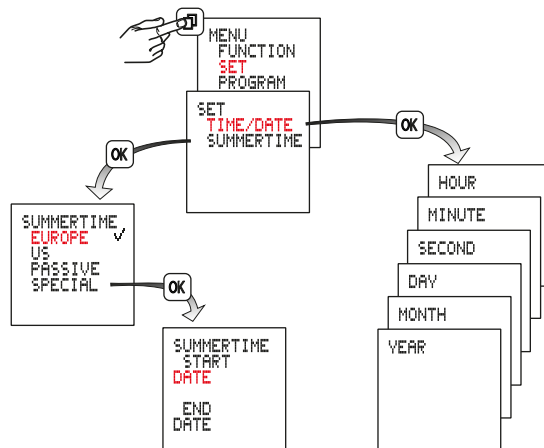 MENU
FUNCTION
SET
PROGRAM
SET
TIME/DATE
SUMMERTIME
OK
OK
HOUR
MINUTE
SECOND
DAY
MONTH
YEAR
SUMMERTIME
EUROPE ✓
US
PASSIVE
SPECIAL
OK
SUMMERTIME
START
DATE
END
DATE